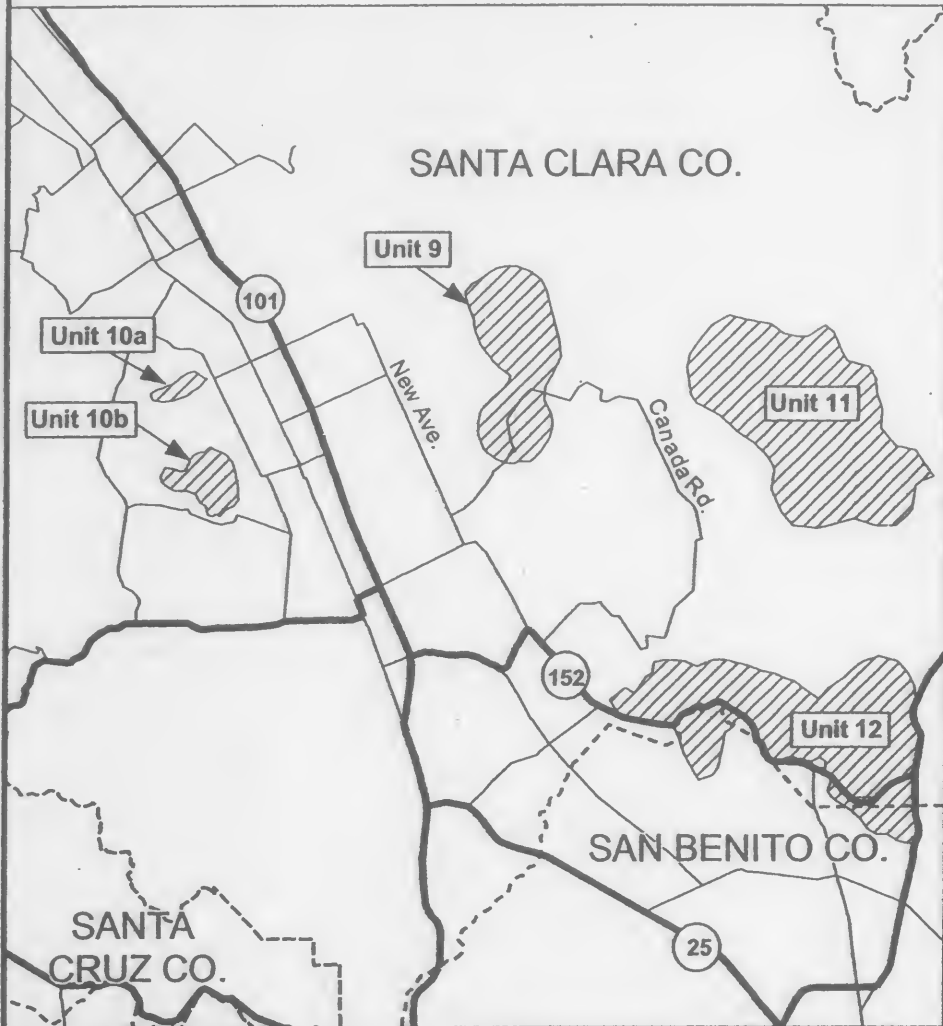 SANTA CLARA CO.
Unit 9
101
Unit 10a
Unit 10b
New Ave.
Canada Rd.
Unit 11
152
Unit 12
SAN BENITO CO.
SANTA
CRUZ CO.
25